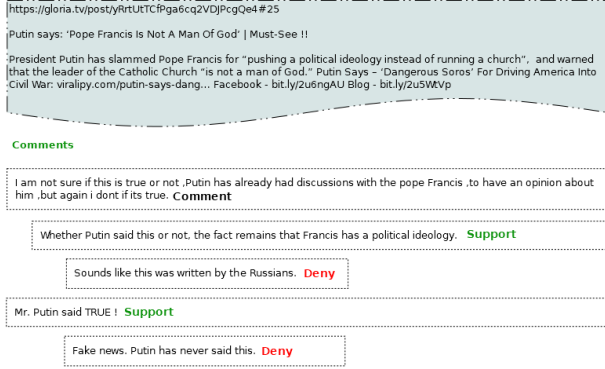 https://gloria.tv/post/yRrtUtTCfPga6cq2VDJPcgQe4#25
Putin says: ‘Pope Francis Is Not A Man Of God’ | Must-See !!
President Putin has slammed Pope Francis for “pushing a political ideology instead of running a church”, and warned
that the leader of the Catholic Church “is not a man of God.” Putin Says – ‘Dangerous Soros’ For Driving America Into
Civil War: viralipy.com/putin-says-dang... Facebook - bit.ly/2u6ngAU Blog - bit.ly/2u5WtVp
Comments
I am not sure if this is true or not ,Putin has already had discussions with the pope Francis ,to have an opinion about
him ,but again i dont if its true. Comment
Whether Putin said this or not, the fact remains that Francis has a political ideology. Support
Sounds like this was written by the Russians. Deny
Mr. Putin said TRUE ! Support
Fake news. Putin has never said this. Deny